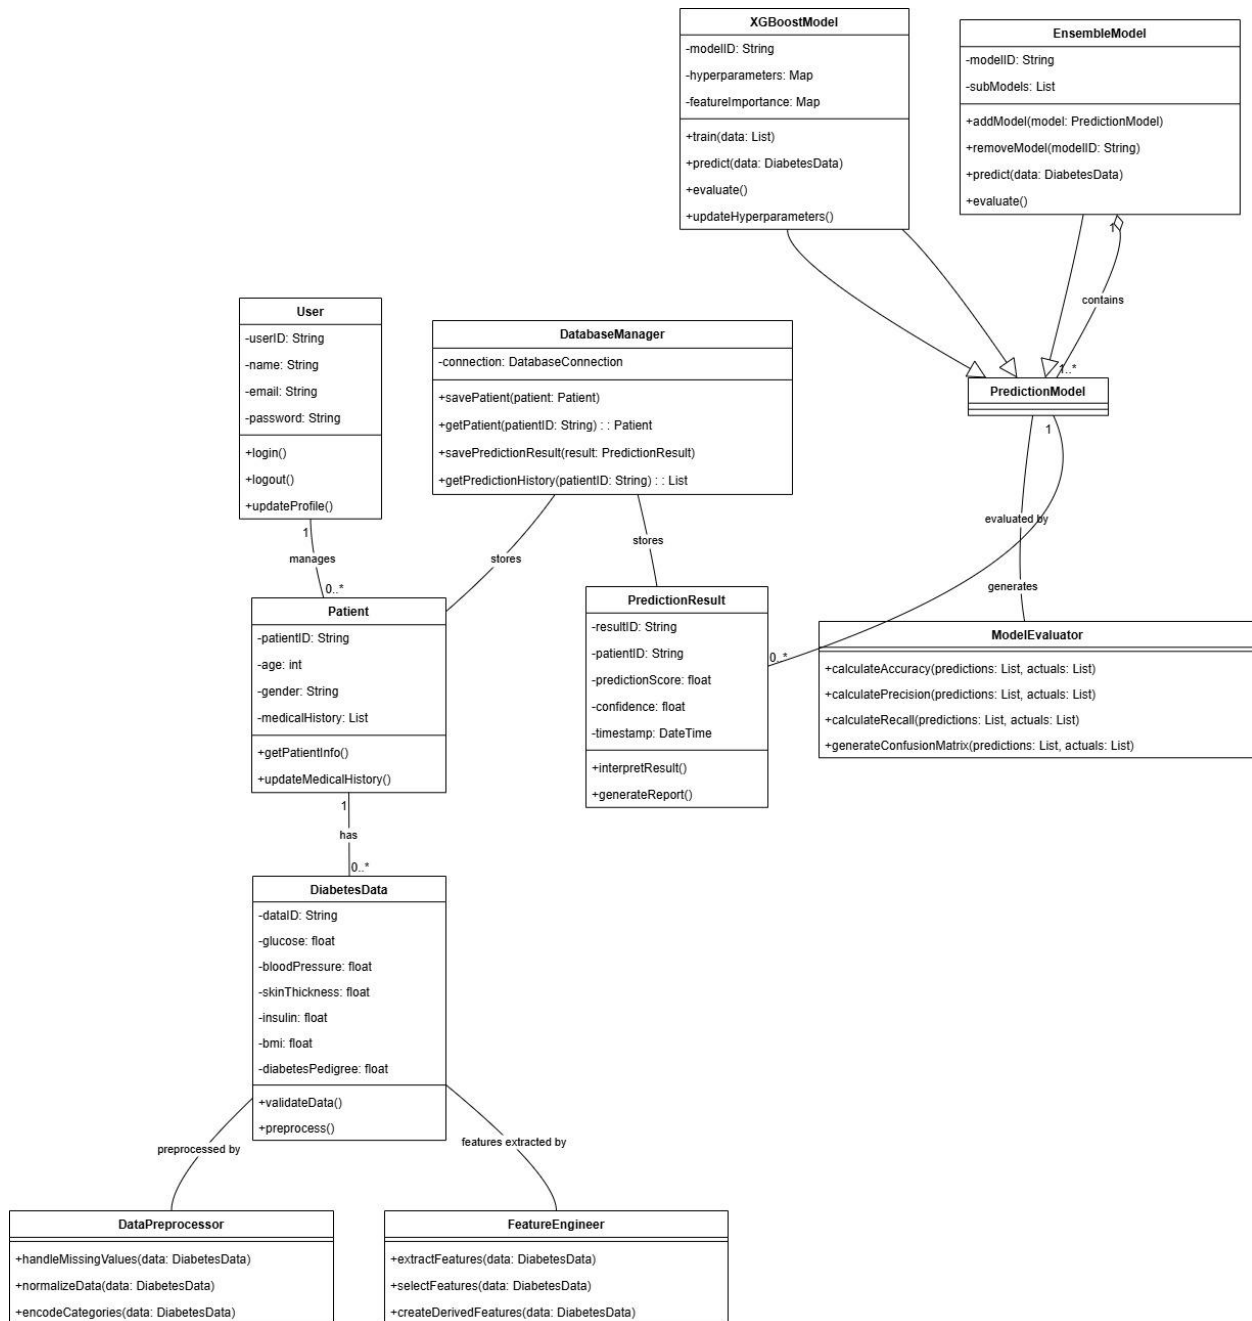 XGBoostModel
-modelID: String
-hyperparameters: Map
-featureImportance: Map
+train(data: List)
+predict(data: DiabetesData)
+evaluate()
+updateHyperparameters()
EnsembleModel
-modelID: String
-subModels: List
+addModel(model: PredictionModel)
+removeModel(modelID: String)
+predict(data: DiabetesData)
+evaluate()
1
contains
1..*
User
-userID: String
-name: String
-email: String
-password: String
+login()
+logout()
+updateProfile()
1
manages
0..*
DatabaseManager
-connection: DatabaseConnection
+savePatient(patient: Patient)
+getPatient(patientID: String) : : Patient
+savePredictionResult(result: PredictionResult)
+getPredictionHistory(patientID: String) : : List
stores
stores
PredictionModel
1
evaluated by
generates
0..*
Patient
-patientID: String
-age: int
-gender: String
-medicalHistory: List
+getPatientInfo()
+updateMedicalHistory()
1
has
0..*
PredictionResult
-resultID: String
-patientID: String
-predictionScore: float
-confidence: float
-timestamp: DateTime
+interpretResult()
+generateReport()
ModelEvaluator
+calculateAccuracy(predictions: List, actuals: List)
+calculatePrecision(predictions: List, actuals: List)
+calculateRecall(predictions: List, actuals: List)
+generateConfusionMatrix(predictions: List, actuals: List)
DiabetesData
-dataID: String
-glucose: float
-bloodPressure: float
-skinThickness: float
-insulin: float
-bmi: float
-diabetesPedigree: float
+validateData()
+preprocess()
preprocessed by
features extracted by
DataPreprocessor
+handleMissingValues(data: DiabetesData)
+normalizeData(data: DiabetesData)
+encodeCategories(data: DiabetesData)
FeatureEngineer
+extractFeatures(data: DiabetesData)
+selectFeatures(data: DiabetesData)
+createDerivedFeatures(data: DiabetesData)